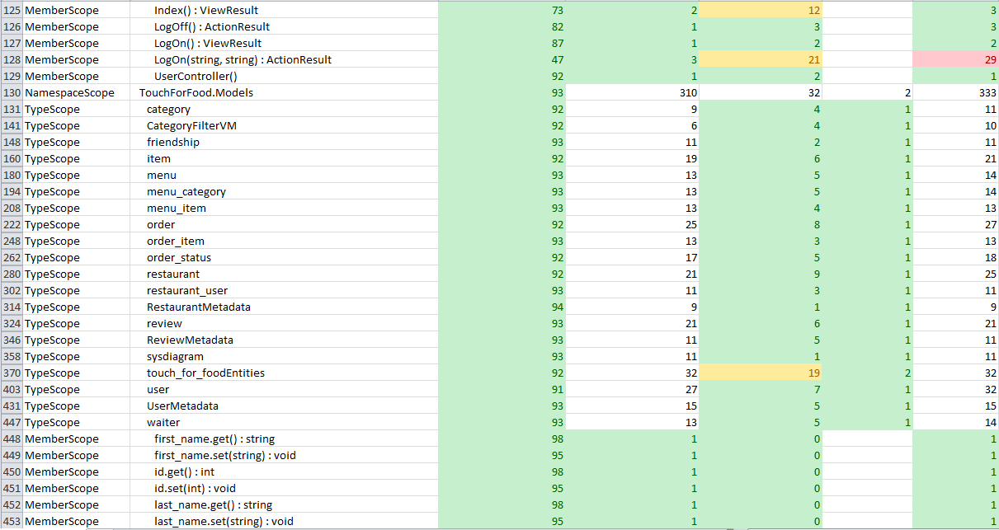 125 MemberScope Index() : ViewResult 73 2 12 3
126 MemberScope LogOff() : ActionResult 82 1 3 3
127 MemberScope LogOn() : ViewResult 87 1 2 2
128 MemberScope LogOn(string, string) : ActionResult 47 3 21 29
129 MemberScope UserController() 92 1 2 1
130 NamespaceScope TouchForFood.Models 93 310 32 2 333
131 TypeScope category 92 9 4 1 11
141 TypeScope CategoryFilterVM 92 6 4 1 10
148 TypeScope friendship 93 11 2 1 11
160 TypeScope item 92 19 6 1 21
180 TypeScope menu 93 13 5 1 14
194 TypeScope menu_category 93 13 5 1 14
208 TypeScope menu_item 93 13 4 1 13
222 TypeScope order 92 25 8 1 27
248 TypeScope order_item 93 13 3 1 13
262 TypeScope order_status 92 17 5 1 18
280 TypeScope restaurant 92 21 9 1 25
302 TypeScope restaurant_user 93 11 3 1 11
314 TypeScope RestaurantMetadata 94 9 1 1 9
324 TypeScope review 93 21 6 1 21
346 TypeScope ReviewMetadata 93 11 5 1 11
358 TypeScope sysdiagram 93 11 1 1 11
370 TypeScope touch_for_foodEntities 92 32 19 2 32
403 TypeScope user 91 27 7 1 32
431 TypeScope UserMetadata 93 15 5 1 15
447 TypeScope waiter 93 13 5 1 14
448 MemberScope first_name.get() : string 98 1 0 1
449 MemberScope first_name.set(string) : void 95 1 0 1
450 MemberScope id.get() : int 98 1 0 1
451 MemberScope id.set(int) : void 95 1 0 1
452 MemberScope last_name.get() : string 98 1 0 1
453 MemberScope last_name.set(string) : void 95 1 0 1